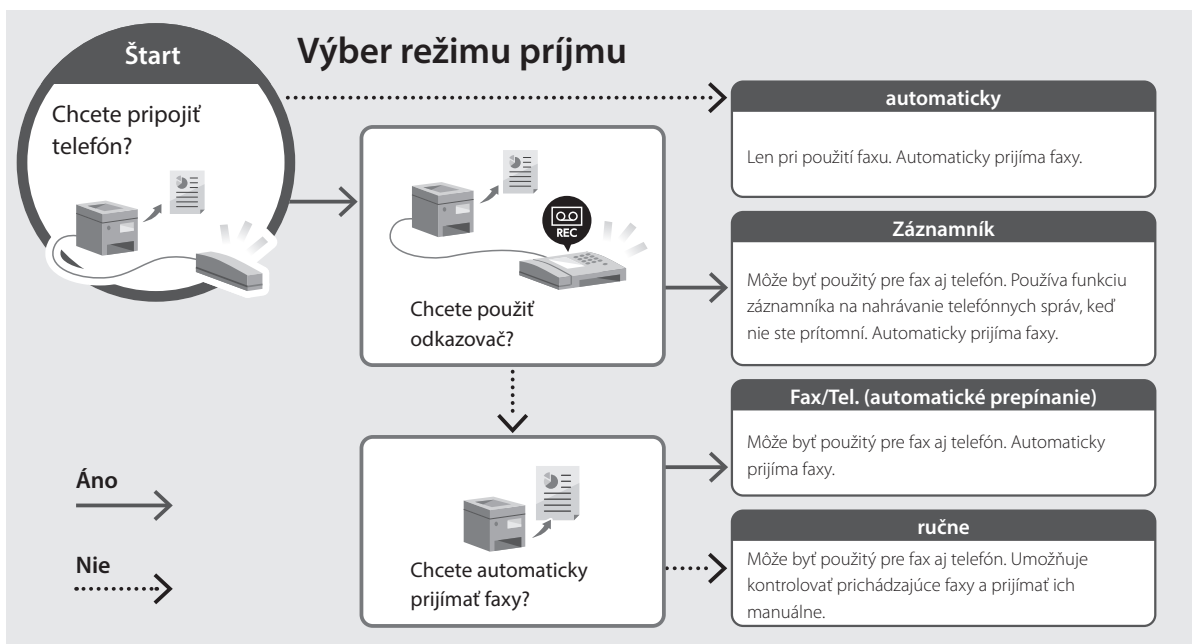 Výber režimu príjmu
Štart
Chcete pripojiť
telefón?
automaticky
Len pri použití faxu. Automaticky prijíma faxy.
REC
Chcete použiť
odkazovač?
Záznamník
Môže byť použitý pre fax aj telefón. Používa funkciu
záznamníka na nahrávanie telefónnych správ, keď
nie ste prítomní. Automaticky prijíma faxy.
Chcete automaticky
prijímať faxy?
Fax/Tel. (automatické prepínanie)
Môže byť použitý pre fax aj telefón. Automaticky
prijíma faxy.
ručne
Môže byť použitý pre fax aj telefón. Umožňuje
kontrolovať prichádzajúce faxy a prijímať ich
manuálne.
Áno
Nie